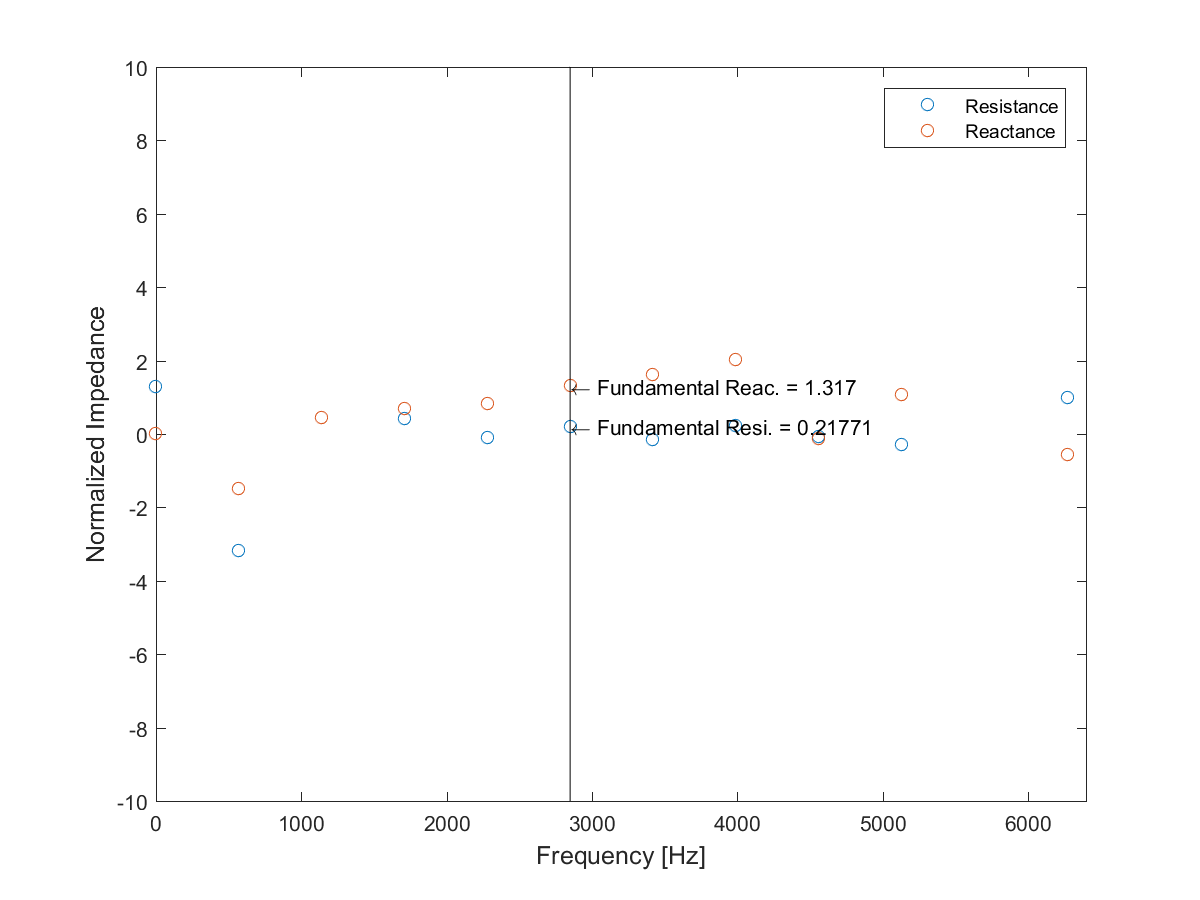 10
8
6
4
2
0
-2
-4
-6
-8
-10
Normalized Impedance
Resistance
Reactance
← Fundamental Reac. = 1.317
← Fundamental Resi. = 0.21771
0 1000 2000 3000 4000 5000 6000
Frequency [Hz]